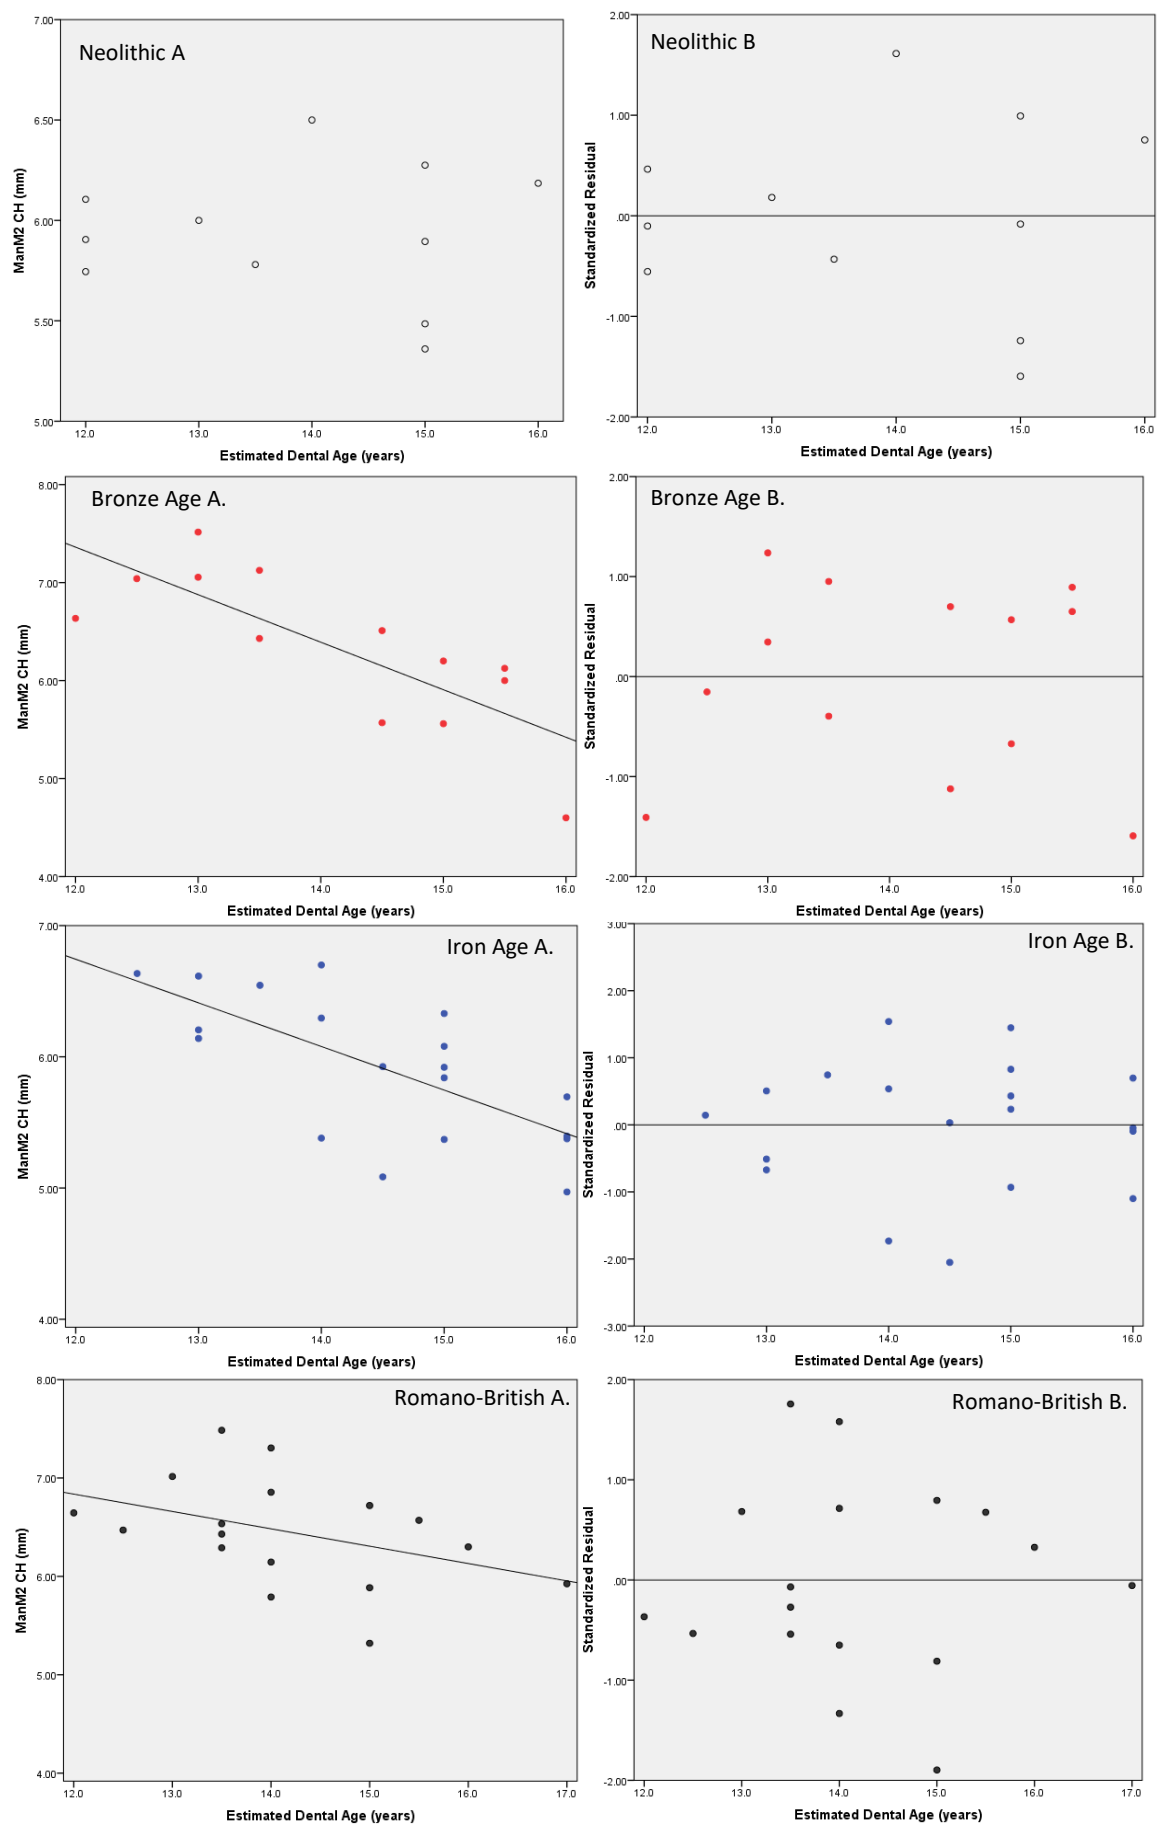 Neolithic A
7.00
6.50
6.00
5.50
5.00
ManM2 CH (mm)
12.0 13.0 14.0 15.0 16.0
Estimated Dental Age (years)
Neolithic B
2.00
1.00
.00
-1.00
-2.00
Standardized Residual
12.0 13.0 14.0 15.0 16.0
Estimated Dental Age (years)
Bronze Age A.
8.00
7.00
6.00
5.00
4.00
ManM2 CH (mm)
12.0 13.0 14.0 15.0 16.0
Estimated Dental Age (years)
Bronze Age B.
2.00
1.00
.00
-1.00
-2.00
Standardized Residual
12.0 13.0 14.0 15.0 16.0
Estimated Dental Age (years)
Iron Age A.
7.00
6.00
5.00
4.00
ManM2 CH (mm)
12.0 13.0 14.0 15.0 16.0
Estimated Dental Age (years)
Iron Age B.
3.00
2.00
1.00
.00
-1.00
-2.00
-3.00
Standardized Residual
12.0 13.0 14.0 15.0 16.0
Estimated Dental Age (years)
Romano-British A.
8.00
7.00
6.00
5.00
4.00
ManM2 CH (mm)
12.0 13.0 14.0 15.0 16.0 17.0
Estimated Dental Age (years)
Romano-British B.
2.00
1.00
.00
-1.00
-2.00
Standardized Residual
12.0 13.0 14.0 15.0 16.0 17.0
Estimated Dental Age (years)